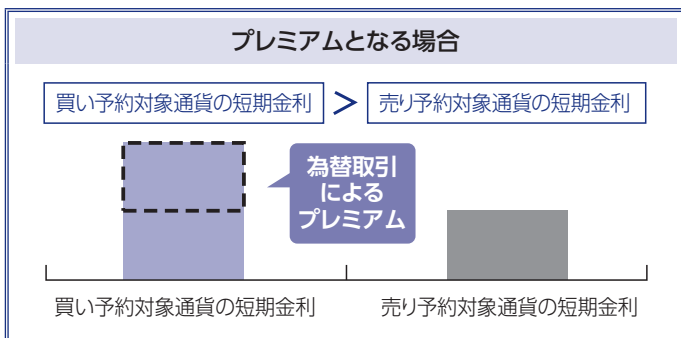 プレミアムとなる場合
買い予約対象通貨の短期金利 > 売り予約対象通貨の短期金利
為替取引
による
プレミアム
買い予約対象通貨の短期金利 売り予約対象通貨の短期金利